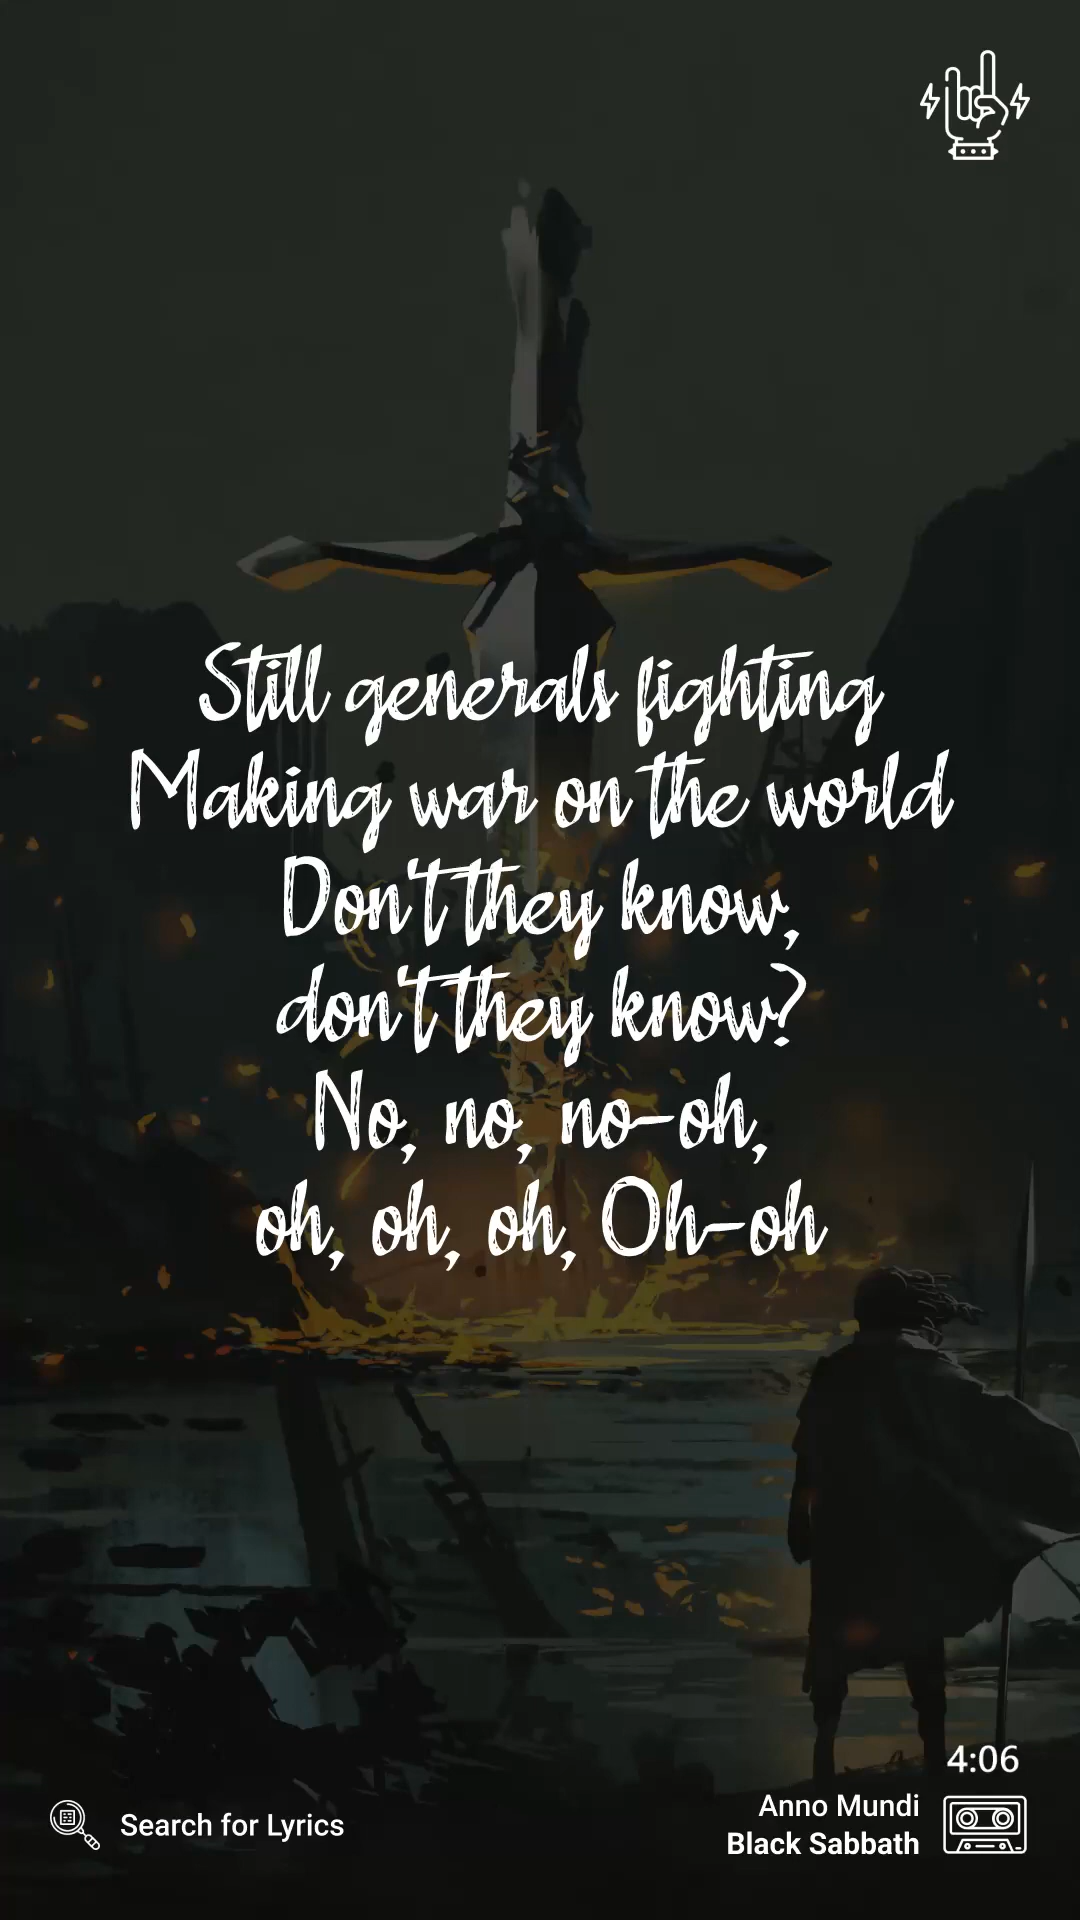 Still generals fighting
Making war on the world
Don't they know,
don't they know?
No, no, no-oh,
oh, oh, oh, Oh-oh
4:06
Anno Mundi
Black Sabbath
Search for Lyrics